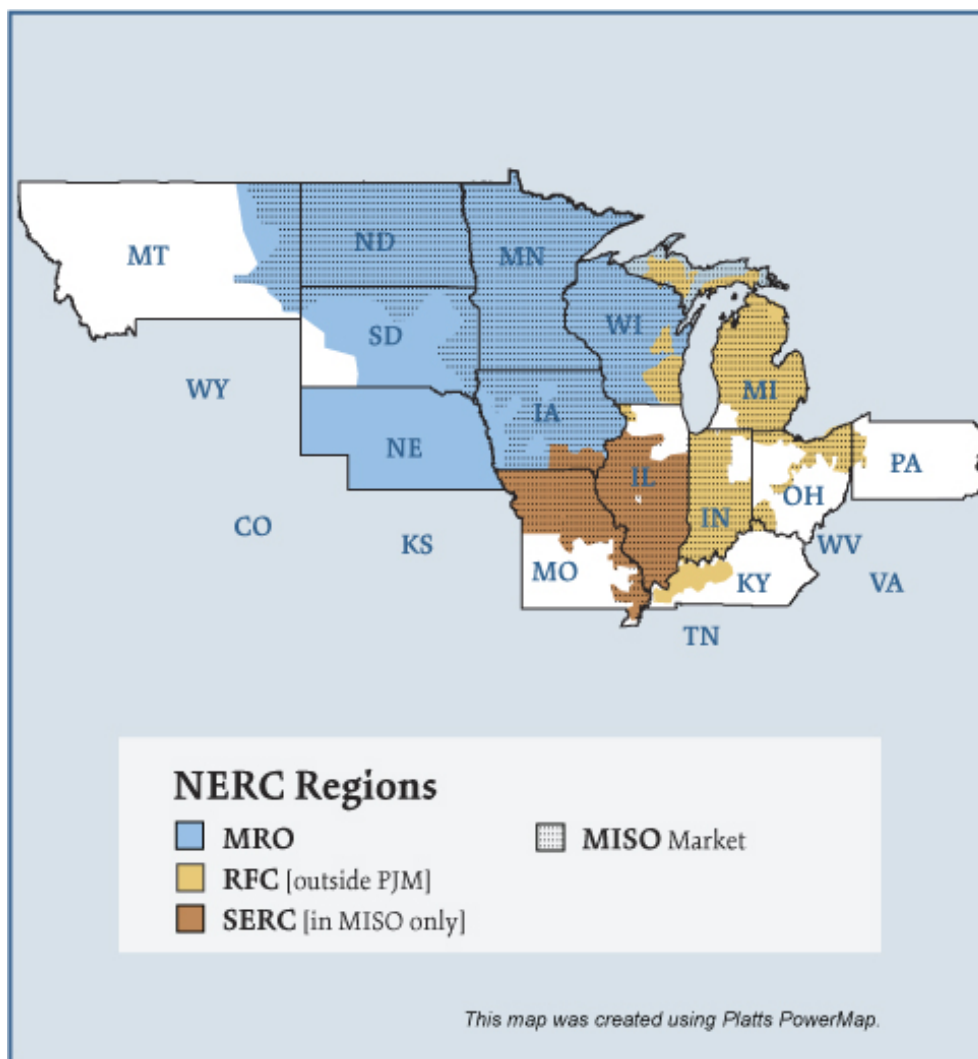 MT
ND
MN
SD
WI
WY
MI
IA
NE
PA
IL
OH
IN
CO
KS
WV
MO
KY
VA
TN
NERC Regions
MRO
MISO Market
RFC [outside PJM]
SERC [in MISO only]
This map was created using Platts PowerMap.